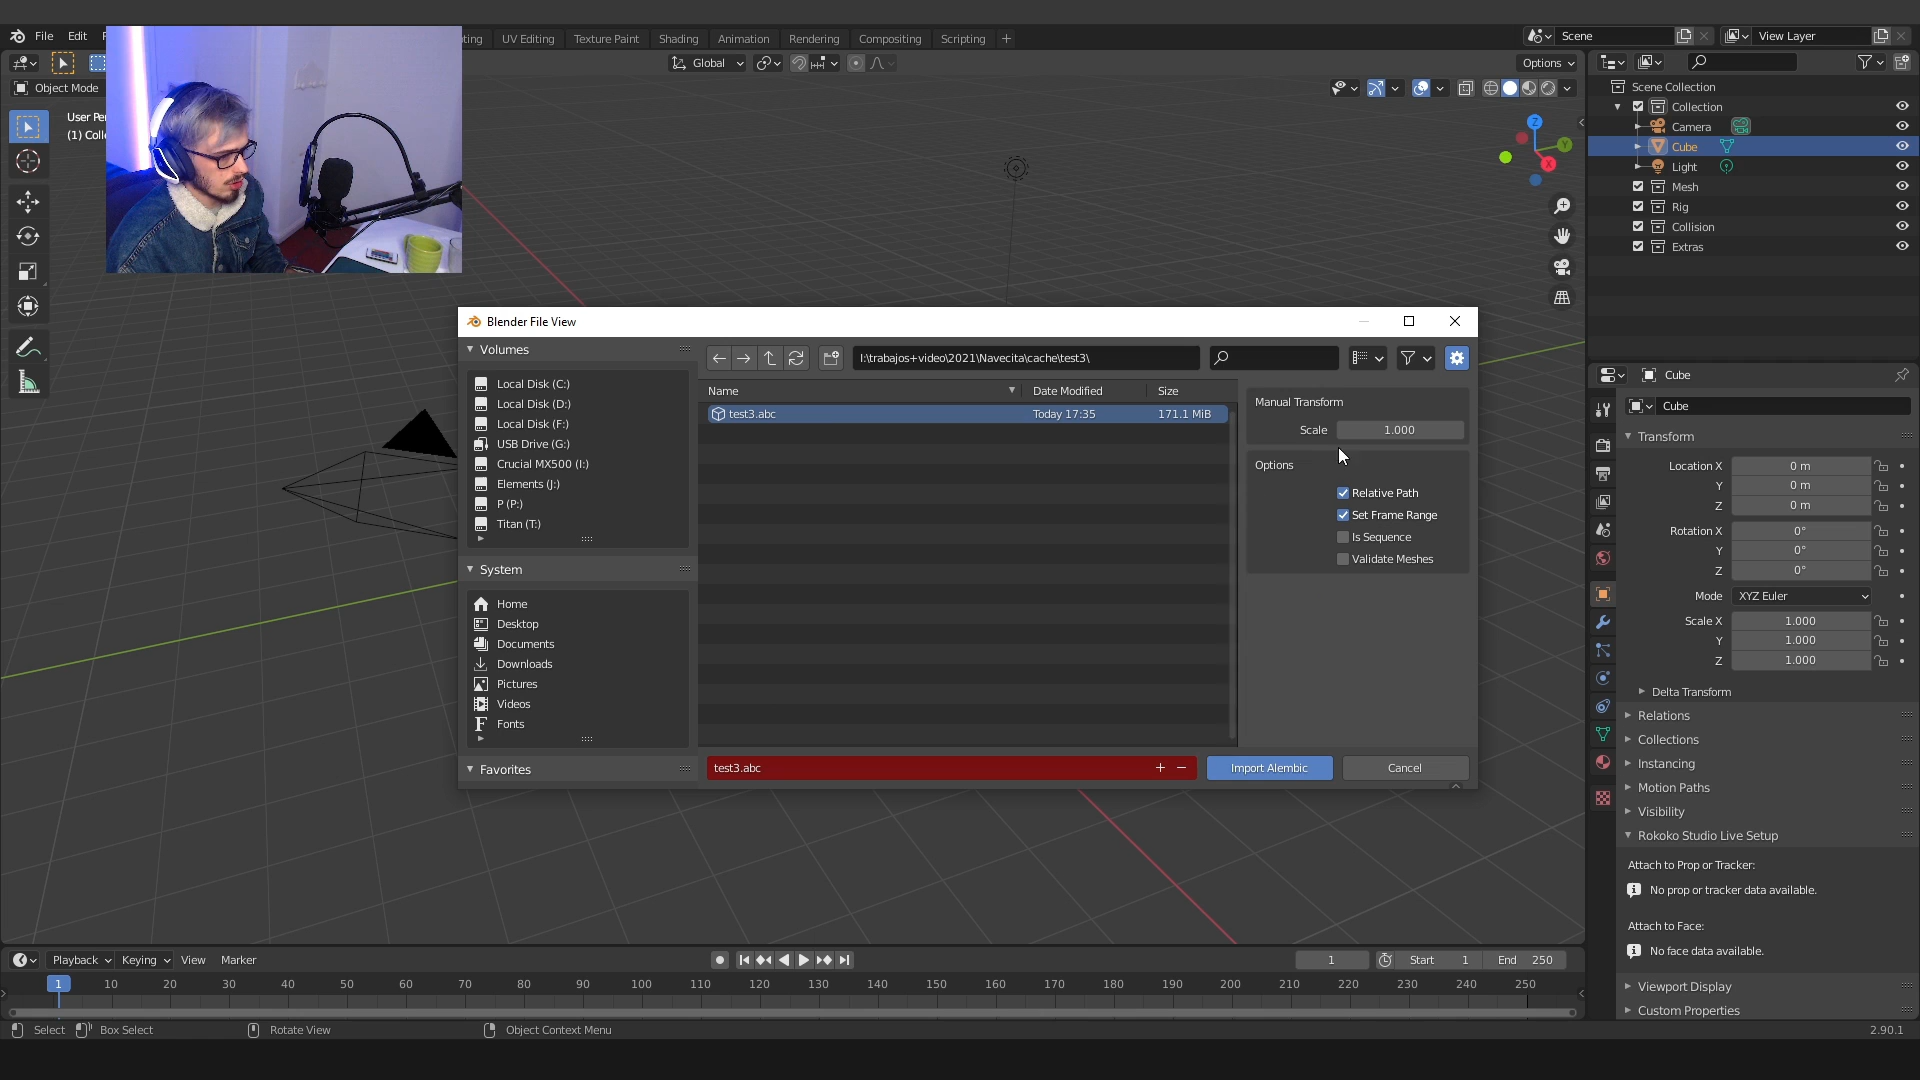 File Edit
ting UV Editing Texture Paint Shading Animation Rendering Compositing Scripting +
Scene View Layer
Global
Options
Object Mode
User Pe
(1) Coll
Scene Collection
Collection
Camera
Cube
Light
Mesh
Rig
Collision
Extras
Z
Y
X
Blender File View
Volumes
Local Disk (C:)
Local Disk (D:)
Local Disk (F:)
USB Drive (G:)
Crucial MX500 (I:)
Elements (J:)
P (P:)
Titan (T:)
System
Home
Desktop
Documents
Downloads
Pictures
Videos
Fonts
Favorites
I:\trabajos+video\2021\Navecita\cache\test3\
Name Date Modified Size
test3.abc Today 17:35 171.1 MiB
Manual Transform
Scale 1.000
Options
Relative Path
Set Frame Range
Is Sequence
Validate Meshes
test3.abc + −
Import Alembic Cancel
Cube
Cube
Transform
Location X 0 m
Y 0 m
Z 0 m
Rotation X 0°
Y 0°
Z 0°
Mode XYZ Euler
Scale X 1.000
Y 1.000
Z 1.000
Delta Transform
Relations
Collections
Instancing
Motion Paths
Visibility
Rokoko Studio Live Setup
Attach to Prop or Tracker:
No prop or tracker data available.
Attach to Face:
No face data available.
Viewport Display
Custom Properties
Playback Keying View Marker
1 Start 1 End 250
1 10 20 30 40 50 60 70 80 90 100 110 120 130 140 150 160 170 180 190 200 210 220 230 240 250
Select Box Select Rotate View Object Context Menu
2.90.1